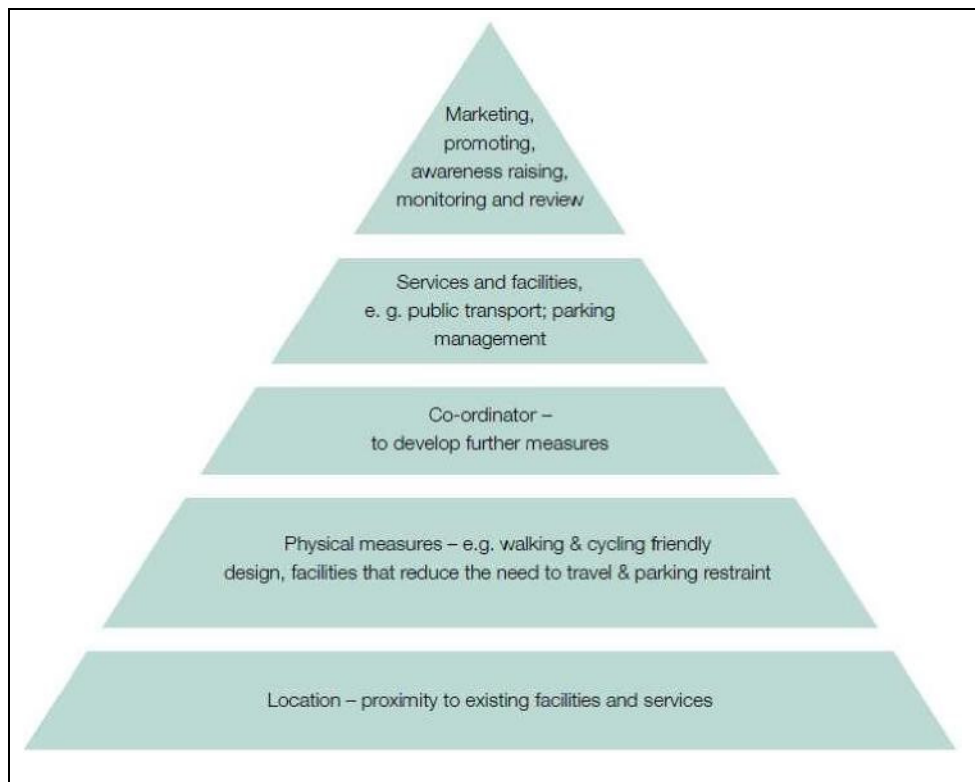 Marketing,
promoting,
awareness raising,
monitoring and review
Services and facilities,
e. g. public transport; parking
management
Co-ordinator –
to develop further measures
Physical measures – e.g. walking & cycling friendly
design, facilities that reduce the need to travel & parking restraint
Location – proximity to existing facilities and services